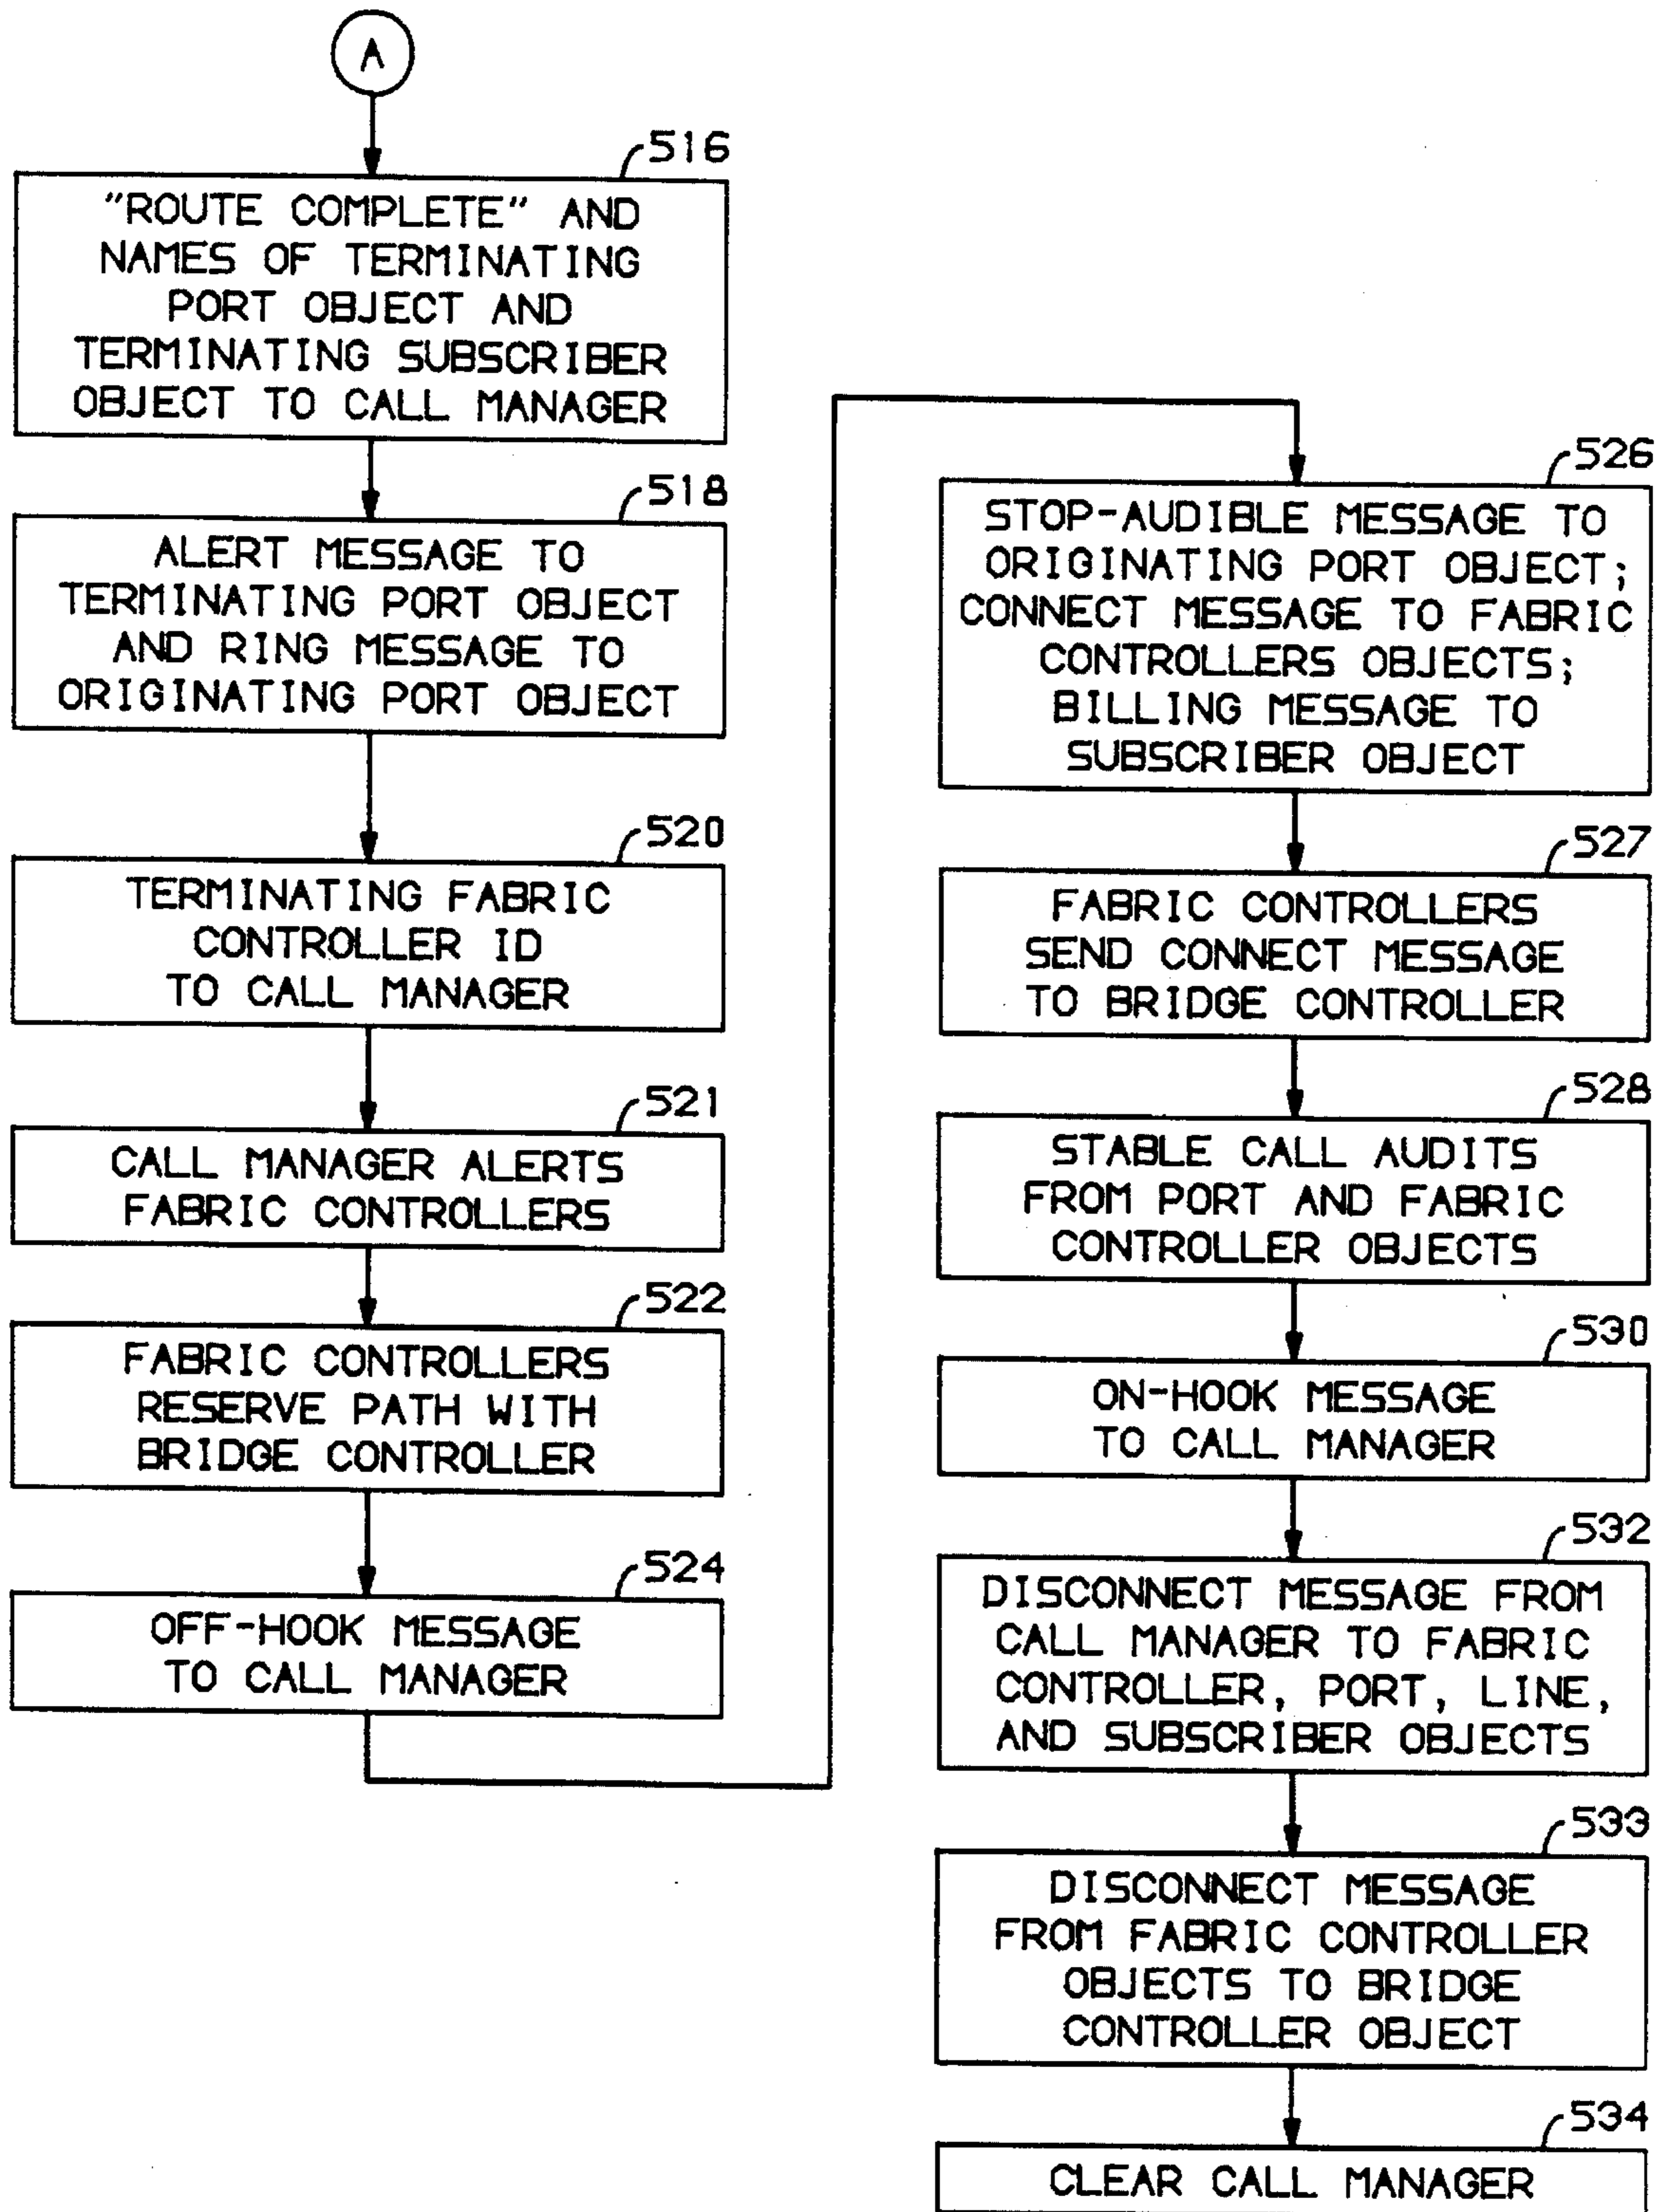 A
516
"ROUTE COMPLETE" AND
NAMES OF TERMINATING
PORT OBJECT AND
TERMINATING SUBSCRIBER
OBJECT TO CALL MANAGER
518
ALERT MESSAGE TO
TERMINATING PORT OBJECT
AND RING MESSAGE TO
ORIGINATING PORT OBJECT
520
TERMINATING FABRIC
CONTROLLER ID
TO CALL MANAGER
521
CALL MANAGER ALERTS
FABRIC CONTROLLERS
522
FABRIC CONTROLLERS
RESERVE PATH WITH
BRIDGE CONTROLLER
524
OFF-HOOK MESSAGE
TO CALL MANAGER
526
STOP-AUDIBLE MESSAGE TO
ORIGINATING PORT OBJECT;
CONNECT MESSAGE TO FABRIC
CONTROLLERS OBJECTS;
BILLING MESSAGE TO
SUBSCRIBER OBJECT
527
FABRIC CONTROLLERS
SEND CONNECT MESSAGE
TO BRIDGE CONTROLLER
528
STABLE CALL AUDITS
FROM PORT AND FABRIC
CONTROLLER OBJECTS
530
ON-HOOK MESSAGE
TO CALL MANAGER
532
DISCONNECT MESSAGE FROM
CALL MANAGER TO FABRIC
CONTROLLER, PORT, LINE,
AND SUBSCRIBER OBJECTS
533
DISCONNECT MESSAGE
FROM FABRIC CONTROLLER
OBJECTS TO BRIDGE
CONTROLLER OBJECT
534
CLEAR CALL MANAGER